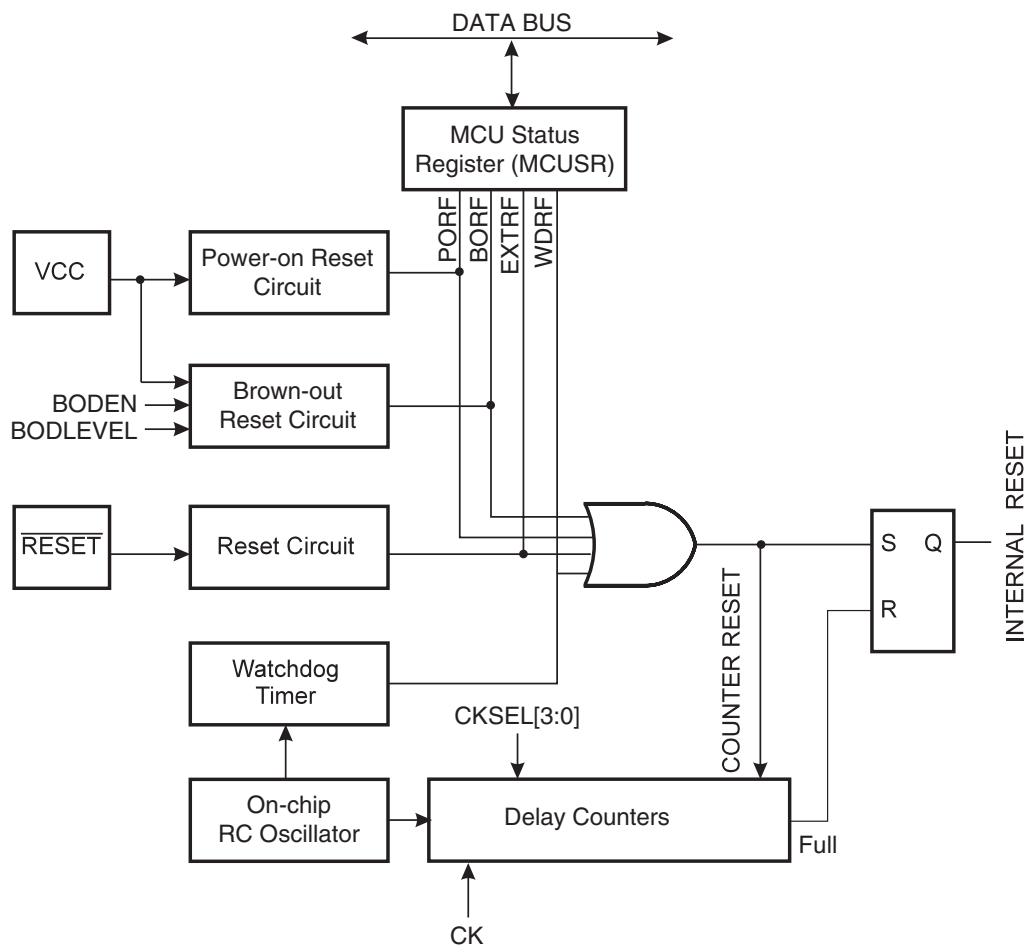 DATA BUS
MCU Status
Register (MCUSR)
PORF
BORF
EXTRF
WDRF
VCC
Power-on Reset
Circuit
Brown-out
Reset Circuit
BODEN
BODLEVEL
RESET
Reset Circuit
S
Q
R
INTERNAL RESET
COUNTER RESET
Watchdog
Timer
CKSEL[3:0]
On-chip
RC Oscillator
Delay Counters
Full
CK